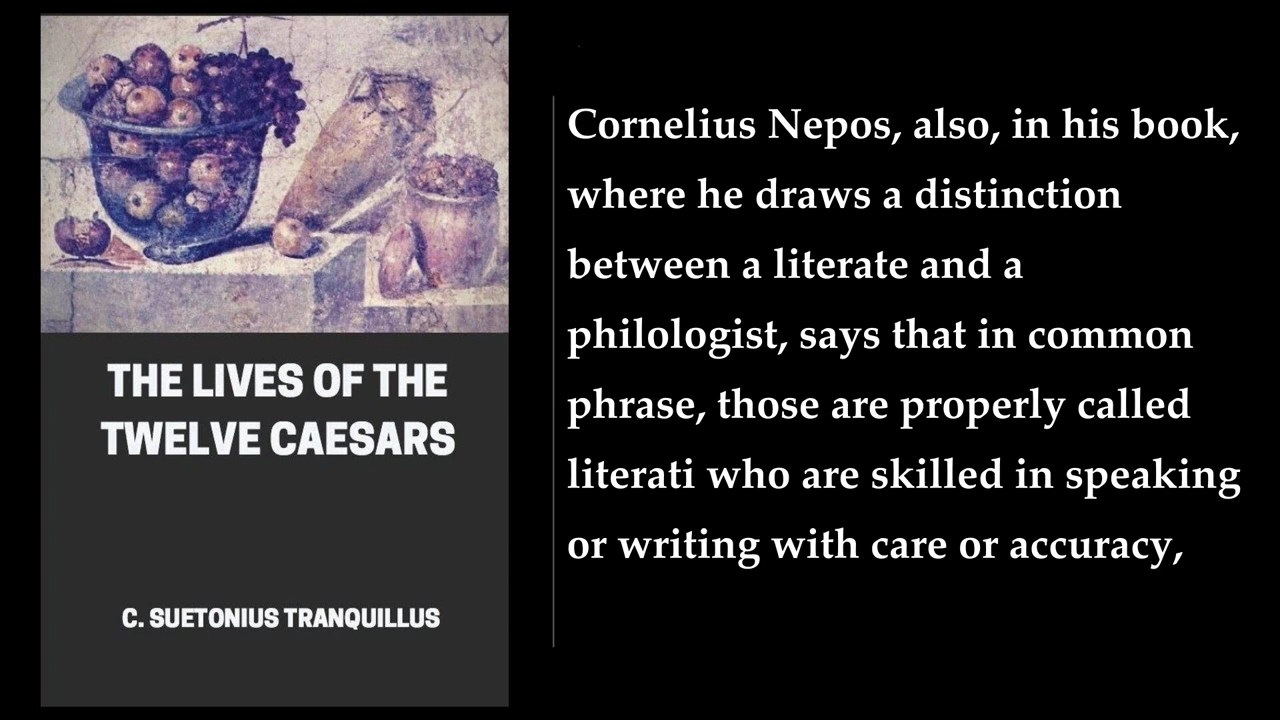 THE LIVES OF THE
TWELVE CAESARS
C. SUETONIUS TRANQUILLUS
Cornelius Nepos, also, in his book,
where he draws a distinction
between a literate and a
philologist, says that in common
phrase, those are properly called
literati who are skilled in speaking
or writing with care or accuracy,